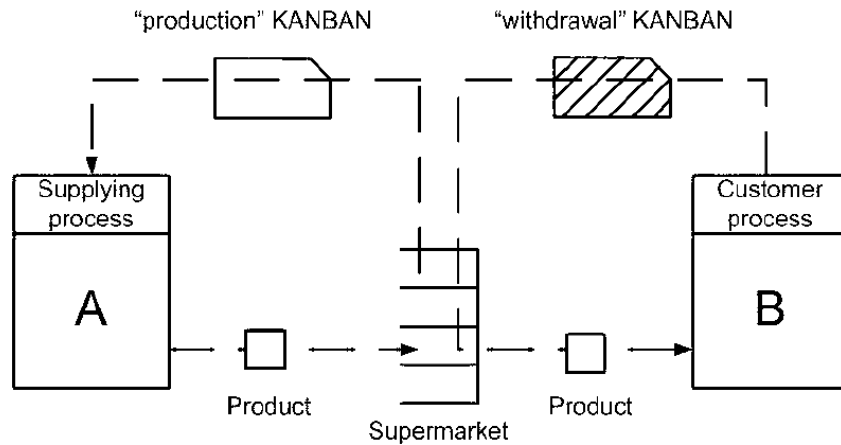 “production” KANBAN
“withdrawal” KANBAN
Supplying
process
Customer
process
A
B
Product
Product
Supermarket